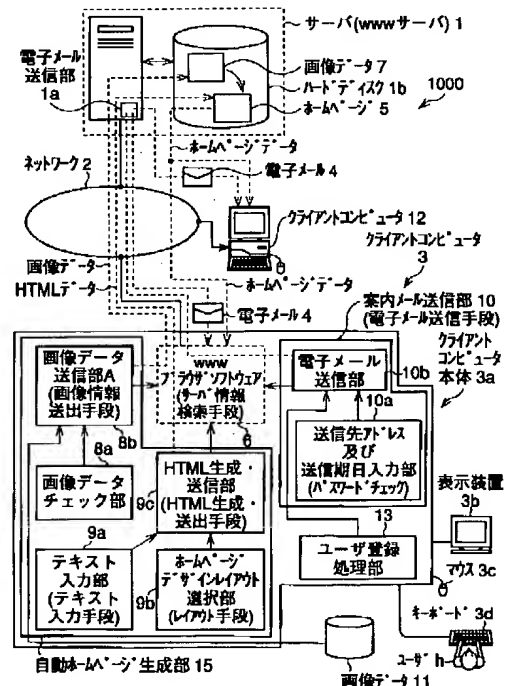 サーバ(wwwサーバ) 1
電子メール
送信部
1a
画像データ 7
ハードディスク 1b
ホームページ 5
1000
ホームページデータ
電子メール 4
ネットワーク 2
クライアントコンピュータ 12
クライアントコンピュータ
3
画像データ
HTMLデータ
ホームページデータ
電子メール 4
案内メール送信部 10
(電子メール送信手段)
クライアント
コンピュータ
本体 3a
画像データ
送信部A
(画像情報
送出手段)
8b
www
ブラウザソフトウェア
(サーバ情報
検索手段)
6
電子メール
送信部
10b
10a
送信先アドレス
及び
送信期日入力部
(パスワードチェック)
8a
画像データ
チェック部
9c
HTML生成・
送信部
(HTML生成・
送出手段)
表示装置
3b
9a
テキスト
入力部
(テキスト
入力手段)
9b
ホームページ
デザインレイアウト
選択部
(レイアウト手段)
13
ユーザ登録
処理部
マウス 3c
キーボード 3d
ユーザ h
自動ホームページ生成部 15
画像データ 11